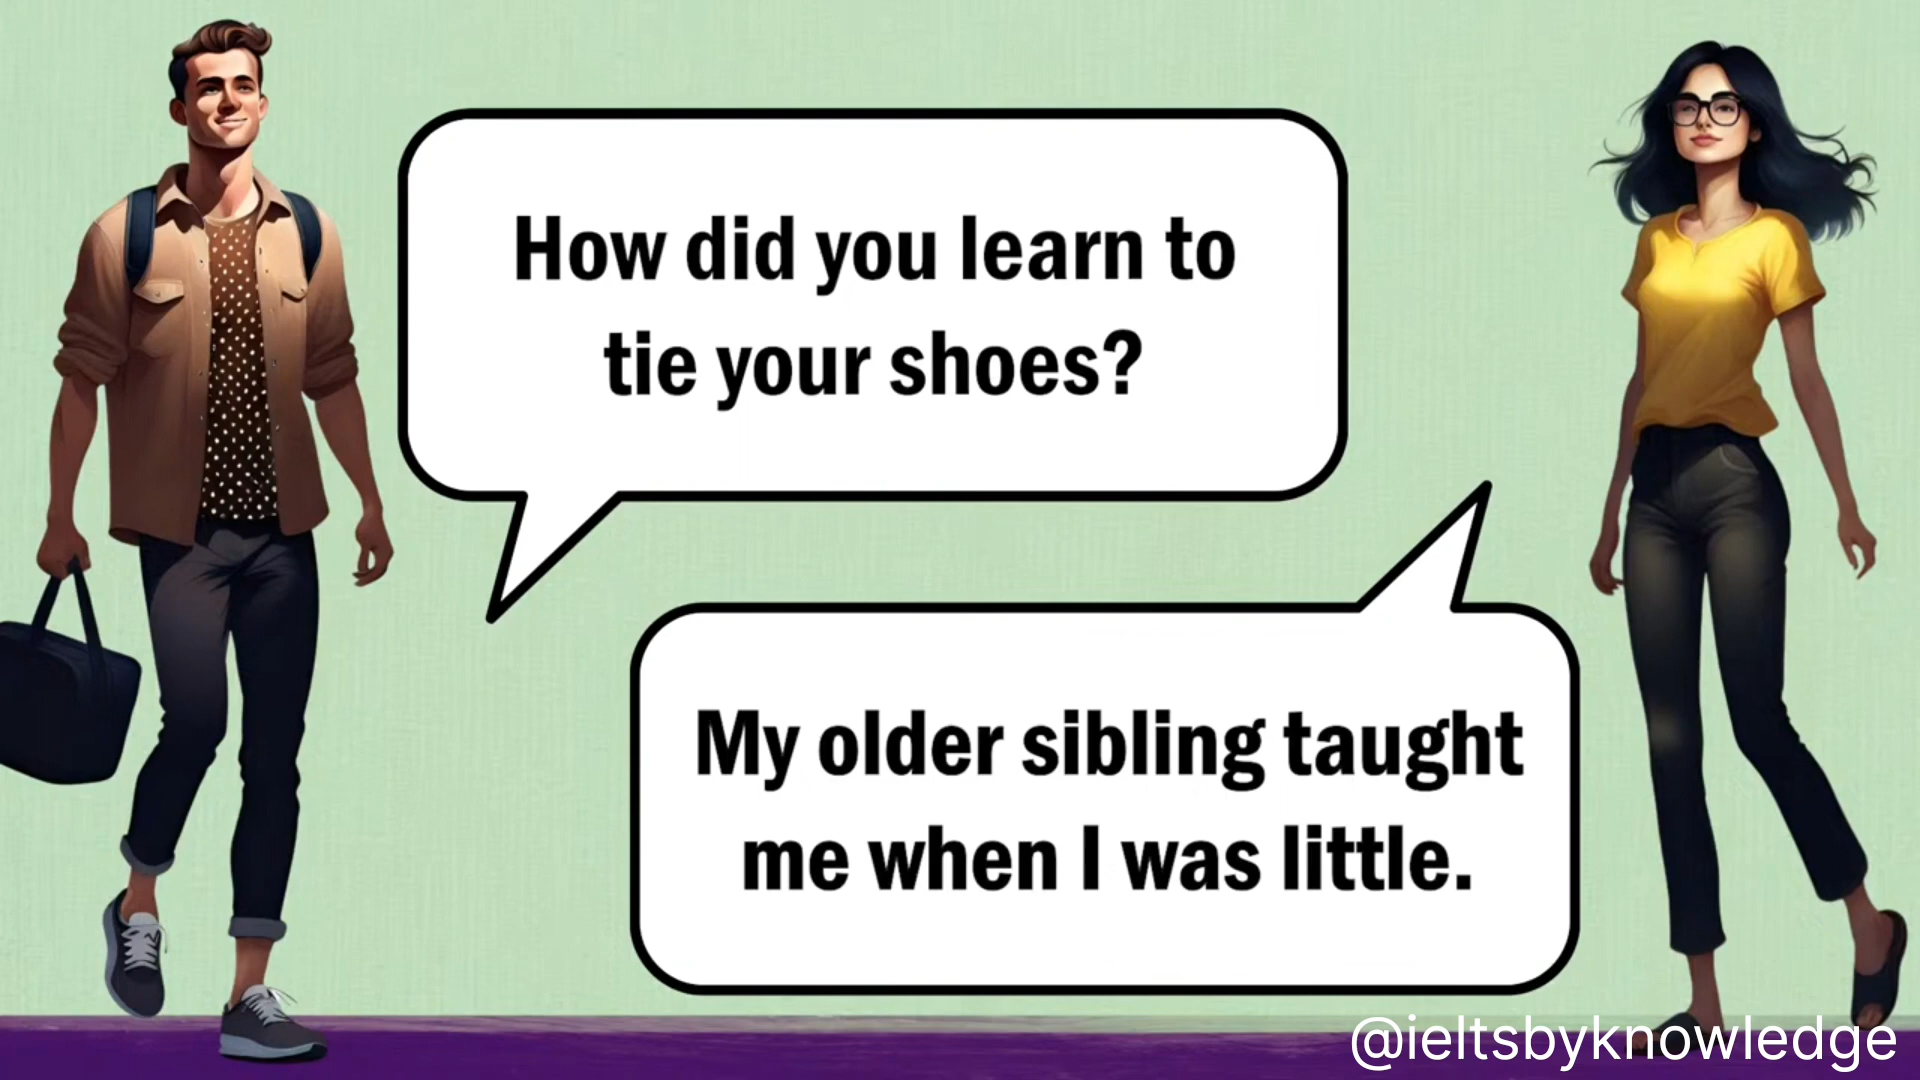 How did you learn to
tie your shoes?
My older sibling taught
me when I was little.
@ieltsbyknowledge